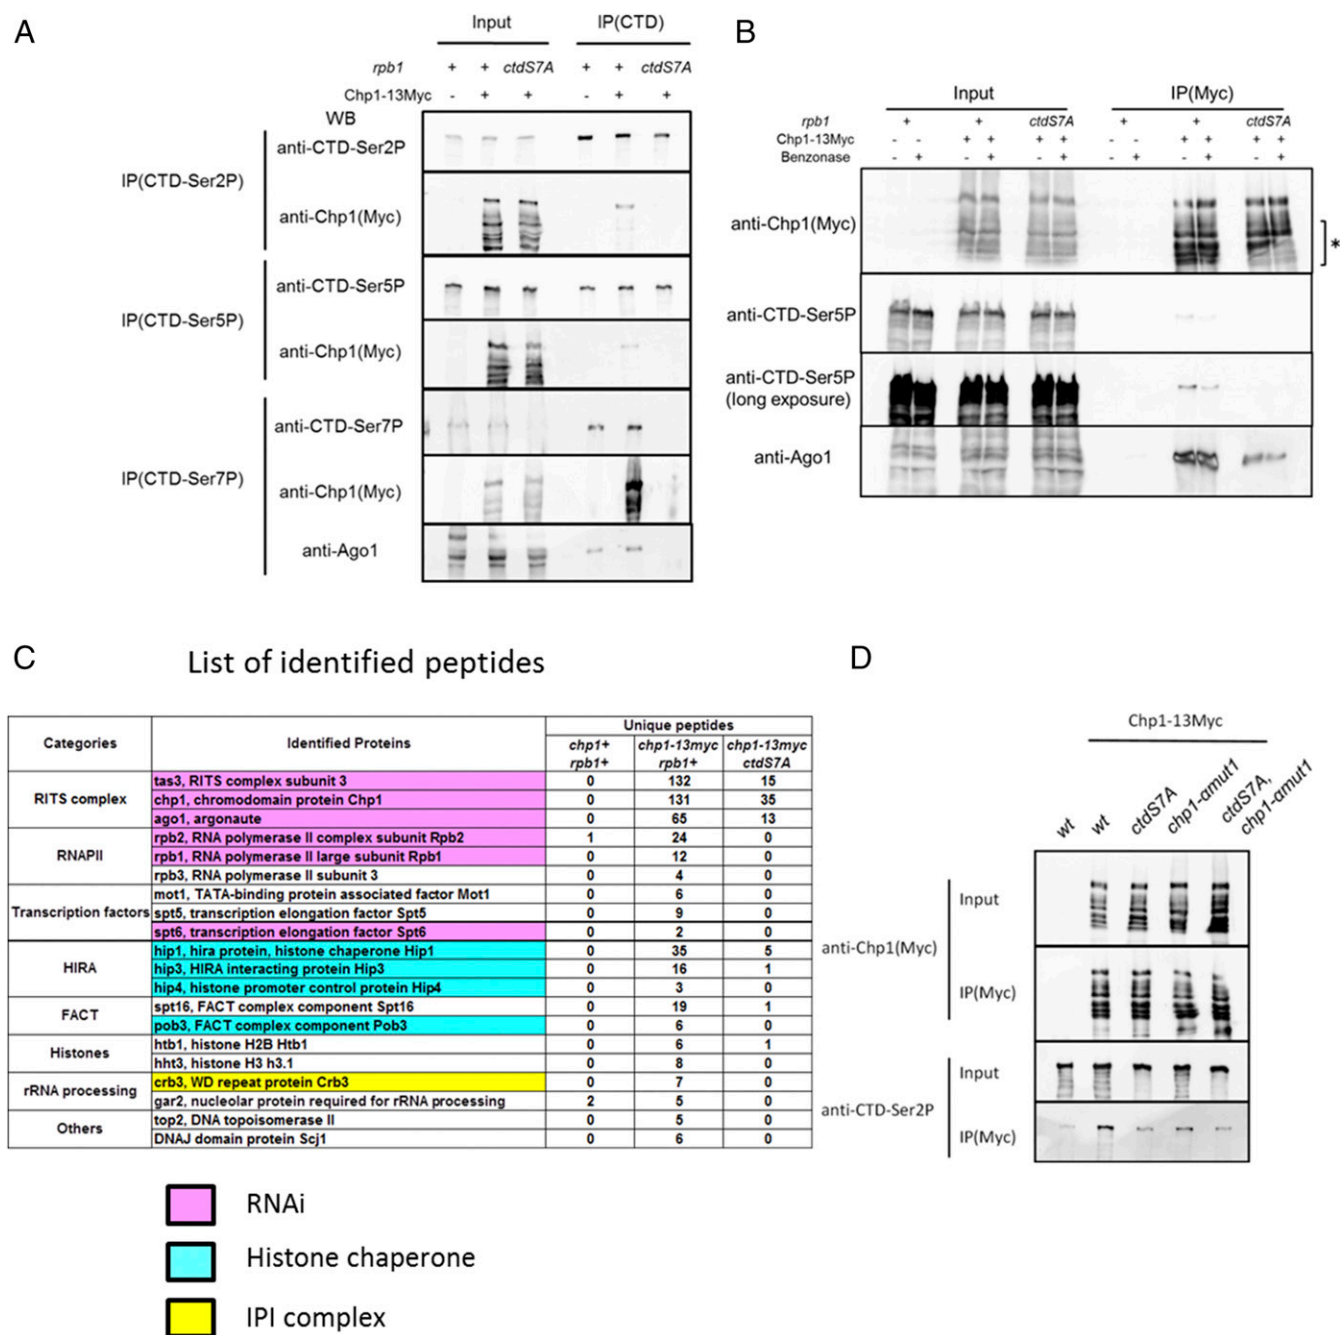 A
Input IP(CTD)
rpb1 + + ctdS7A + + ctdS7A
Chp1-13Myc - + + - + +
WB
IP(CTD-Ser2P)
anti-CTD-Ser2P
anti-Chp1(Myc)
IP(CTD-Ser5P)
anti-CTD-Ser5P
anti-Chp1(Myc)
IP(CTD-Ser7P)
anti-CTD-Ser7P
anti-Chp1(Myc)
anti-Ago1
B
Input IP(Myc)
rpb1 + + ctdS7A + + ctdS7A
Chp1-13Myc - - + + + + - - + + + +
Benzonase - + - + - + - + - + - +
anti-Chp1(Myc)
*
anti-CTD-Ser5P
anti-CTD-Ser5P
(long exposure)
anti-Ago1
C
List of identified peptides
Categories Identified Proteins Unique peptides
chp1+ rpb1+ chp1-13myc rpb1+ chp1-13myc ctdS7A
RITS complex
tas3, RITS complex subunit 3 0 132 15
chp1, chromodomain protein Chp1 0 131 35
ago1, argonaute 0 65 13
RNAPII
rpb2, RNA polymerase II complex subunit Rpb2 1 24 0
rpb1, RNA polymerase II large subunit Rpb1 0 12 0
rpb3, RNA polymerase II subunit 3 0 4 0
Transcription factors
mot1, TATA-binding protein associated factor Mot1 0 6 0
spt5, transcription elongation factor Spt5 0 9 0
spt6, transcription elongation factor Spt6 0 2 0
HIRA
hip1, hira protein, histone chaperone Hip1 0 35 5
hip3, HIRA interacting protein Hip3 0 16 1
hip4, histone promoter control protein Hip4 0 3 0
FACT
spt16, FACT complex component Spt16 0 19 1
pob3, FACT complex component Pob3 0 6 0
Histones
htb1, histone H2B Htb1 0 6 1
hht3, histone H3 h3.1 0 8 0
rRNA processing
crb3, WD repeat protein Crb3 0 7 0
gar2, nucleolar protein required for rRNA processing 2 5 0
Others
top2, DNA topoisomerase II 0 5 0
DNAJ domain protein Scj1 0 6 0
RNAi
Histone chaperone
IPI complex
D
Chp1-13Myc
wt wt ctdS7A chp1-αmut1 ctdS7A, chp1-αmut1
anti-Chp1(Myc)
Input
IP(Myc)
anti-CTD-Ser2P
Input
IP(Myc)